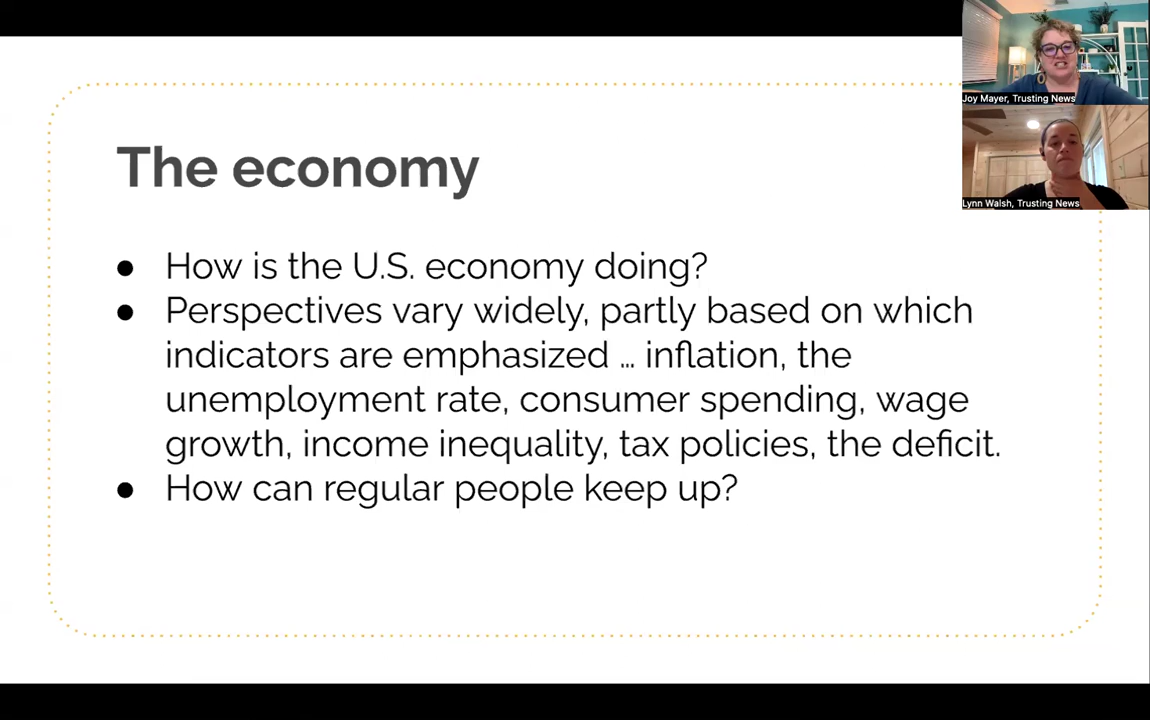 The economy
● How is the U.S. economy doing?
● Perspectives vary widely, partly based on which
indicators are emphasized ... inflation, the
unemployment rate, consumer spending, wage
growth, income inequality, tax policies, the deficit.
● How can regular people keep up?
Joy Mayer, Trusting News
Lynn Walsh, Trusting News